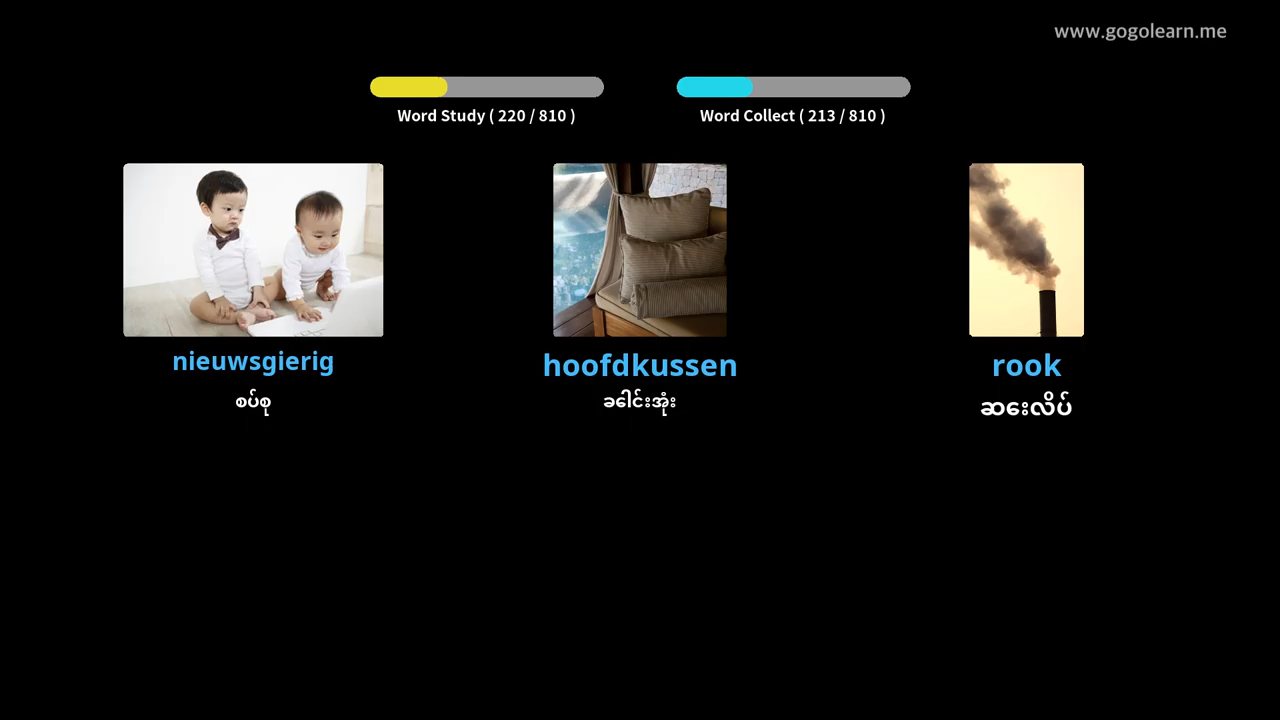 www.gogolearn.me
Word Study ( 220 / 810 )
Word Collect ( 213 / 810 )
nieuwsgierig
hoofdkussen
rook
စပ်စု
ခေါင်းအုံး
ဆေးလိပ်